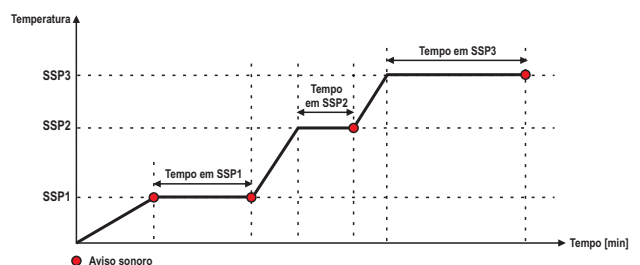 Temperatura
Tempo em SSP3
SSP3
Tempo
em SSP2
SSP2
Tempo em SSP1
SSP1
Tempo [min]
Aviso sonoro